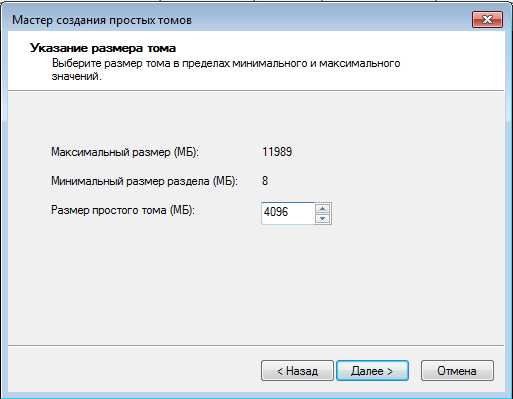 Мастер создания простых томов
Указание размера тома
Выберите размер тома в пределах минимального и максимального
значений.
Максимальный размер (МБ): 11989
Минимальный размер раздела (МБ): 8
Размер простого тома (МБ): 4096
< Назад Далее > Отмена